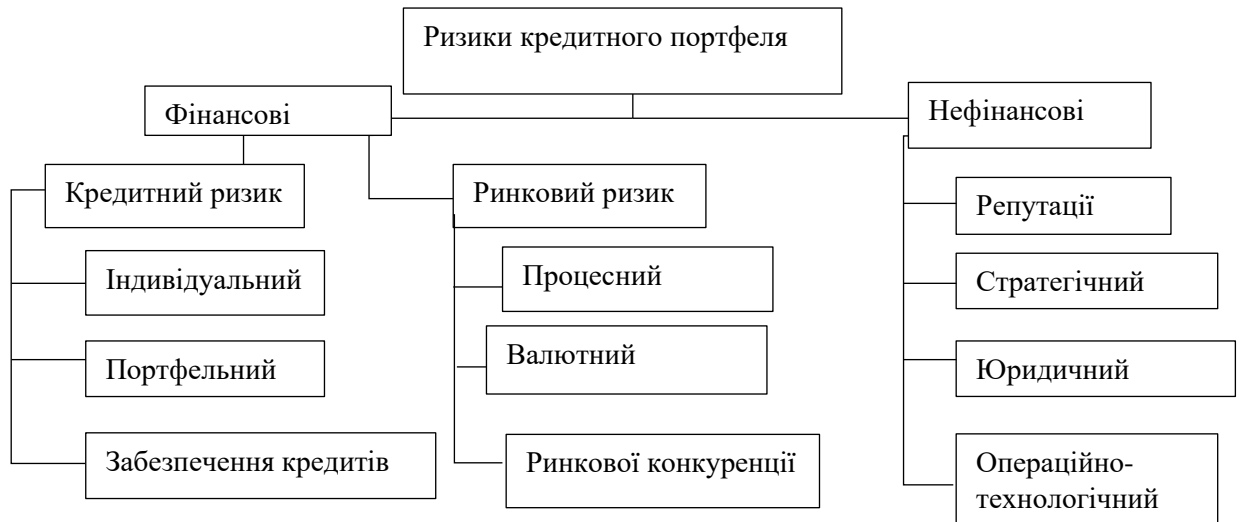 Ризики кредитного портфеля
Фінансові
Нефінансові
Кредитний ризик
Ринковий ризик
Репутації
Індивідуальний
Процесний
Стратегічний
Портфельний
Валютний
Юридичний
Забезпечення кредитів
Ринкової конкуренції
Операційно-
технологічний